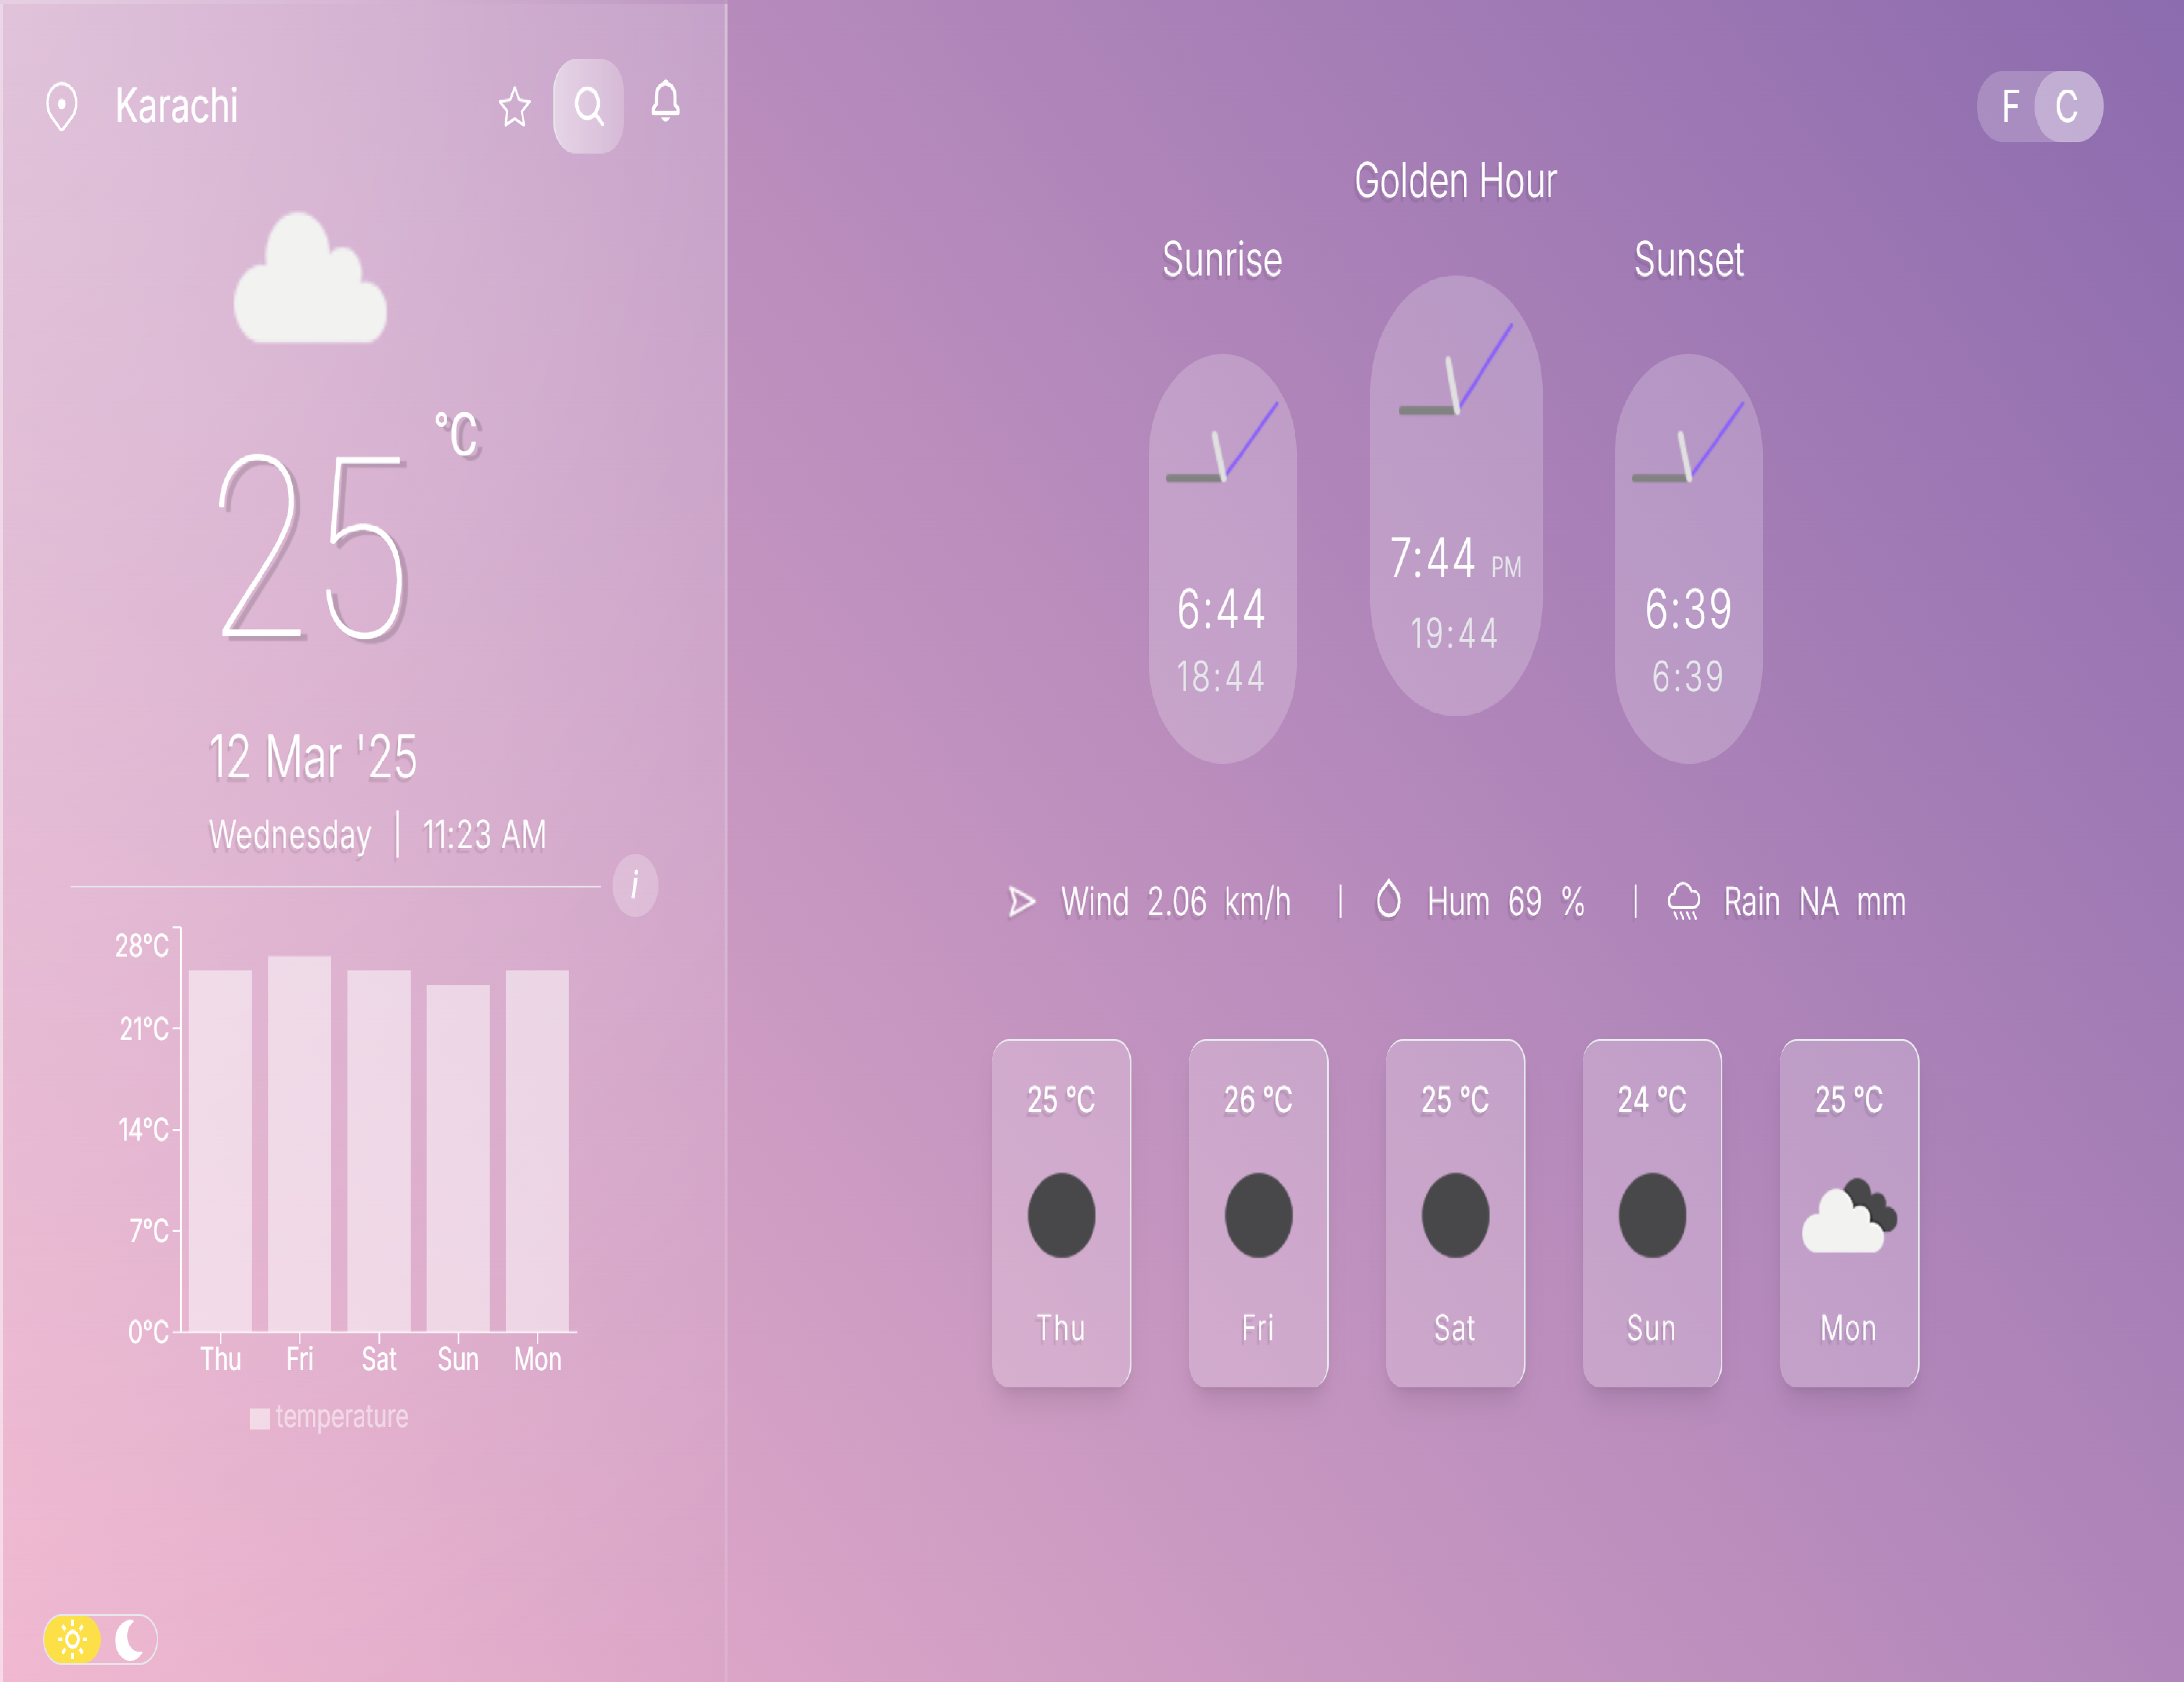 Karachi
25 °C
12 Mar '25
Wednesday | 11:23 AM
i
28°C
21°C
14°C
7°C
0°C
Thu Fri Sat Sun Mon
temperature
F C
Golden Hour
Sunrise
Sunset
6:44
18:44
7:44 PM
19:44
6:39
6:39
Wind 2.06 km/h | Hum 69 % | Rain NA mm
25 °C 26 °C 25 °C 24 °C 25 °C
Thu Fri Sat Sun Mon